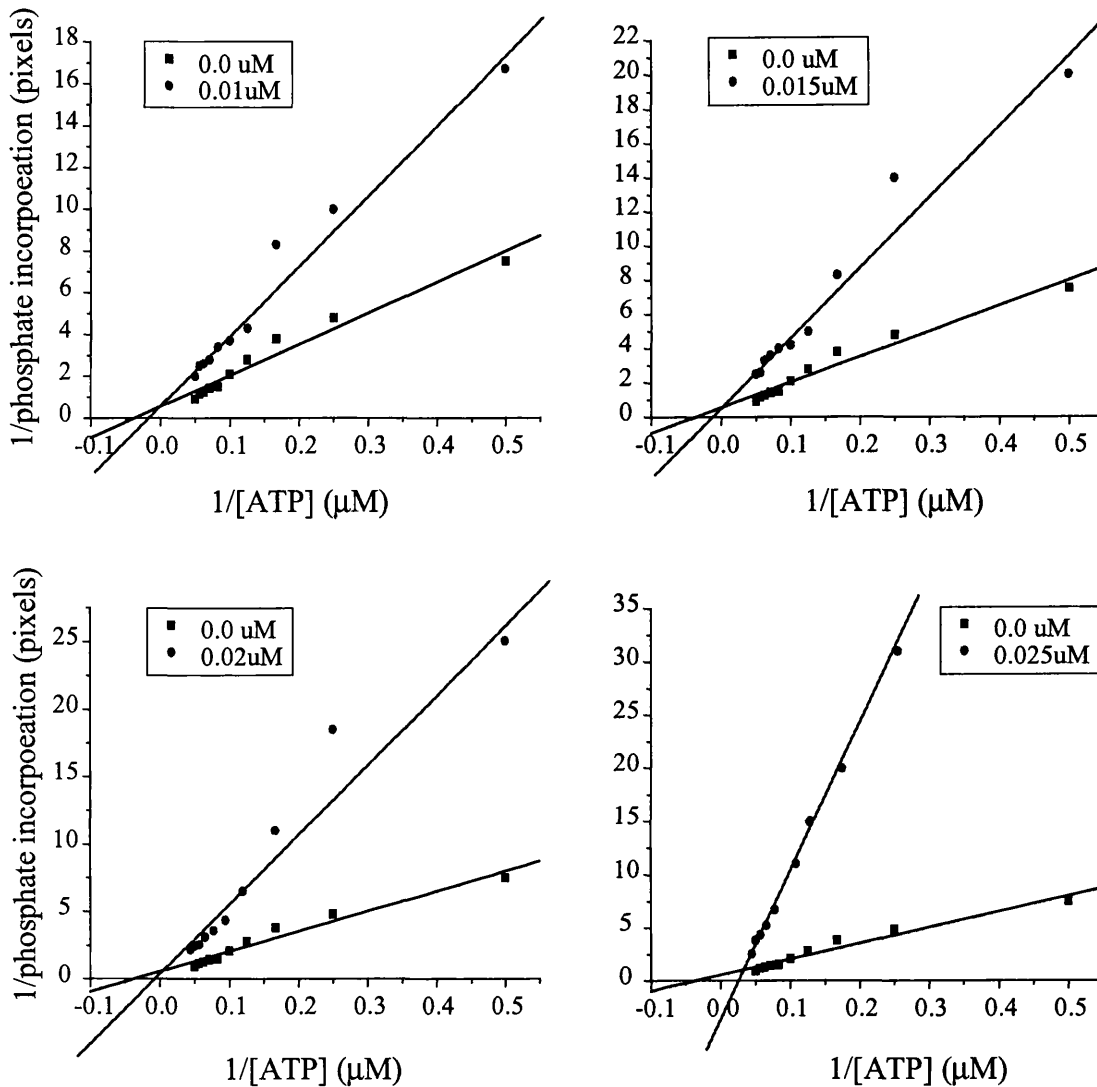 1/phosphate incorpoeation (pixels)
18
16
14
12
10
8
6
4
2
0
0.0 uM
0.01uM
-0.1 0.0 0.1 0.2 0.3 0.4 0.5
1/[ATP] (μM)
22
20
18
16
14
12
10
8
6
4
2
0
0.0 uM
0.015uM
-0.1 0.0 0.1 0.2 0.3 0.4 0.5
1/[ATP] (μM)
1/phosphate incorpoeation (pixels)
25
20
15
10
5
0
0.0 uM
0.02uM
-0.1 0.0 0.1 0.2 0.3 0.4 0.5
1/[ATP] (μM)
35
30
25
20
15
10
5
0
0.0 uM
0.025uM
-0.1 0.0 0.1 0.2 0.3 0.4 0.5
1/[ATP] (μM)